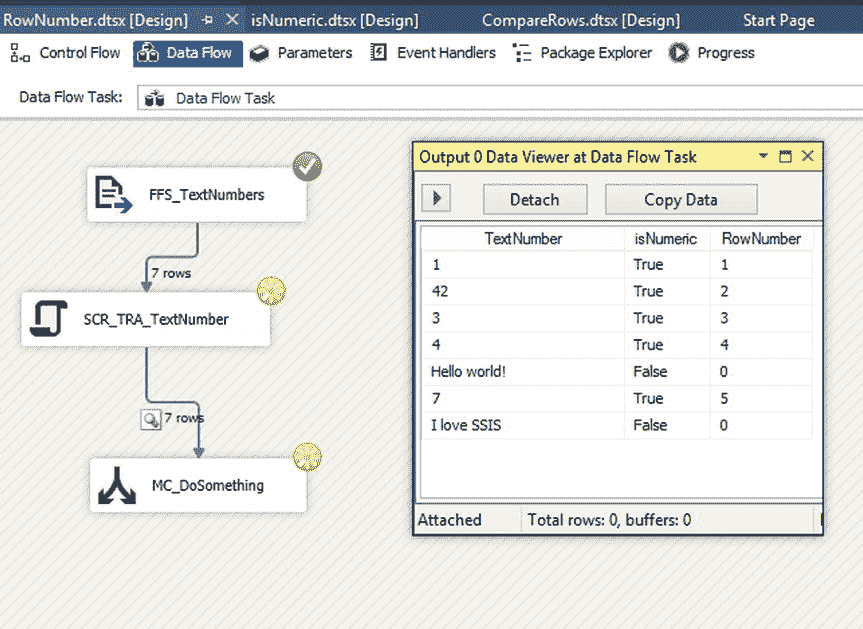 RowNumber.dtsx [Design] isNumeric.dtsx [Design] CompareRows.dtsx [Design] Start Page
Control Flow Data Flow Parameters Event Handlers Package Explorer Progress
Data Flow Task: Data Flow Task
FFS_TextNumbers
7 rows
SCR_TRA_TextNumber
7 rows
MC_DoSomething
Output 0 Data Viewer at Data Flow Task
Detach Copy Data
TextNumber isNumeric RowNumber
1 True 1
42 True 2
3 True 3
4 True 4
Hello world! False 0
7 True 5
I love SSIS False 0
Attached Total rows: 0, buffers: 0